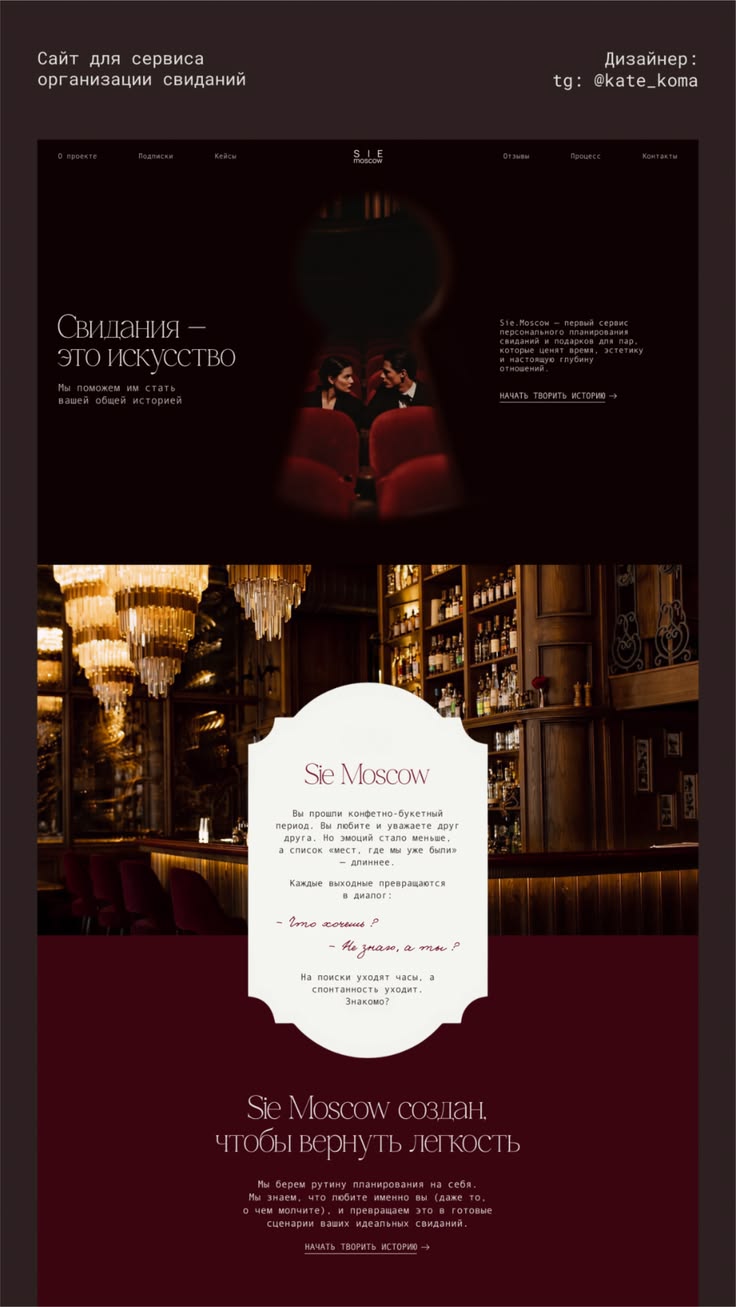 Сайт для сервиса
организации свиданий
Дизайнер:
tg: @kate_koma
О проекте
Подписки
Кейсы
S I E
moscow
Отзывы
Процесс
Контакты
Свидания —
это искусство
Мы поможем им стать
вашей общей историей
Sie.Moscow — первый сервис
персонального планирования
свиданий и подарков для пар,
которые ценят время, эстетику
и настоящую глубину
отношений.
НАЧАТЬ ТВОРИТЬ ИСТОРИЮ →
Sie Moscow
Вы прошли конфетно-букетный
период. Вы любите и уважаете друг
друга. Но эмоций стало меньше,
а список «мест, где мы уже были»
— длиннее.
Каждые выходные превращаются
в диалог:
– Что хочешь?
– Не знаю, а ты?
На поиски уходят часы, а
спонтанность уходит.
Знакомо?
Sie Moscow создан,
чтобы вернуть легкость
Мы берем рутину планирования на себя.
Мы знаем, что любите именно вы (даже то,
о чем молчите), и превращаем это в готовые
сценарии ваших идеальных свиданий.
НАЧАТЬ ТВОРИТЬ ИСТОРИЮ →